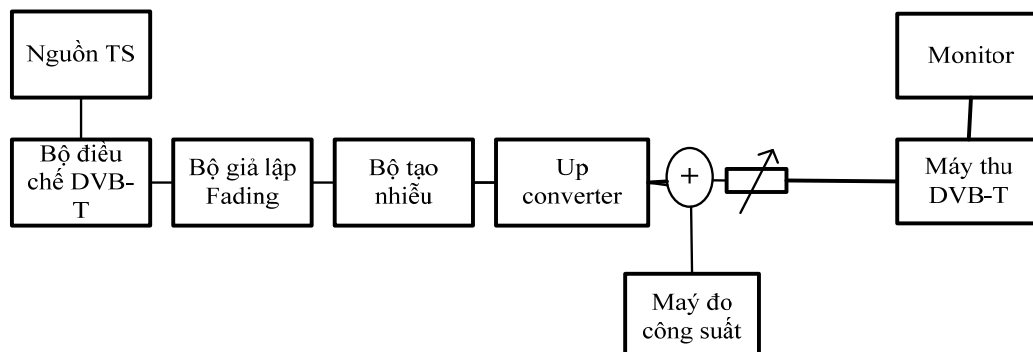 Nguồn TS
Monitor
Bộ điều
chế DVB-
T
Bộ giả lập
Fading
Bộ tạo
nhiễu
Up
converter
+
Máy thu
DVB-T
Maý đo
công suất